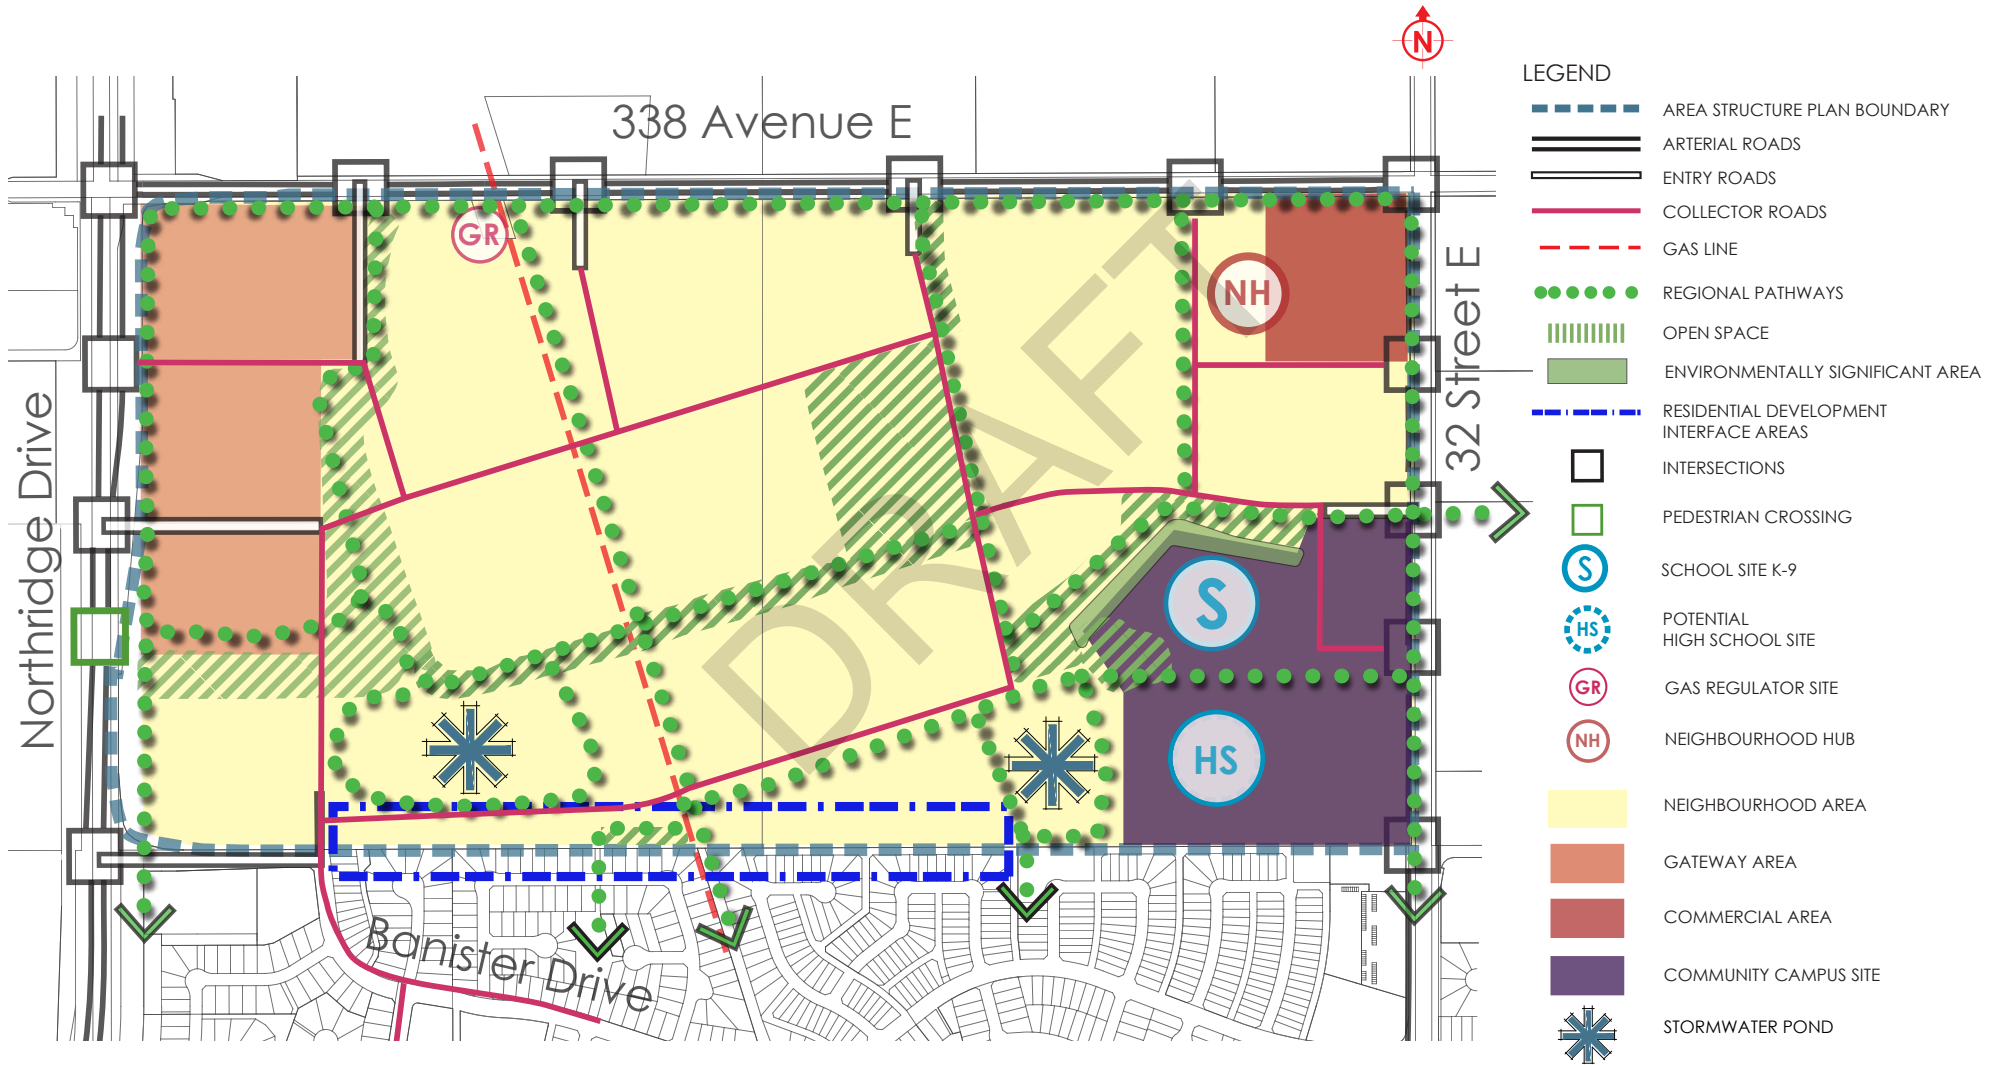 N
338 Avenue E
GR
NH
32 Street E
Northridge Drive
S
HS
DRAFT
Banister Drive
LEGEND
AREA STRUCTURE PLAN BOUNDARY
ARTERIAL ROADS
ENTRY ROADS
COLLECTOR ROADS
GAS LINE
REGIONAL PATHWAYS
OPEN SPACE
ENVIRONMENTALLY SIGNIFICANT AREA
RESIDENTIAL DEVELOPMENT
INTERFACE AREAS
INTERSECTIONS
PEDESTRIAN CROSSING
S
SCHOOL SITE K-9
HS
POTENTIAL
HIGH SCHOOL SITE
GR
GAS REGULATOR SITE
NH
NEIGHBOURHOOD HUB
NEIGHBOURHOOD AREA
GATEWAY AREA
COMMERCIAL AREA
COMMUNITY CAMPUS SITE
STORMWATER POND